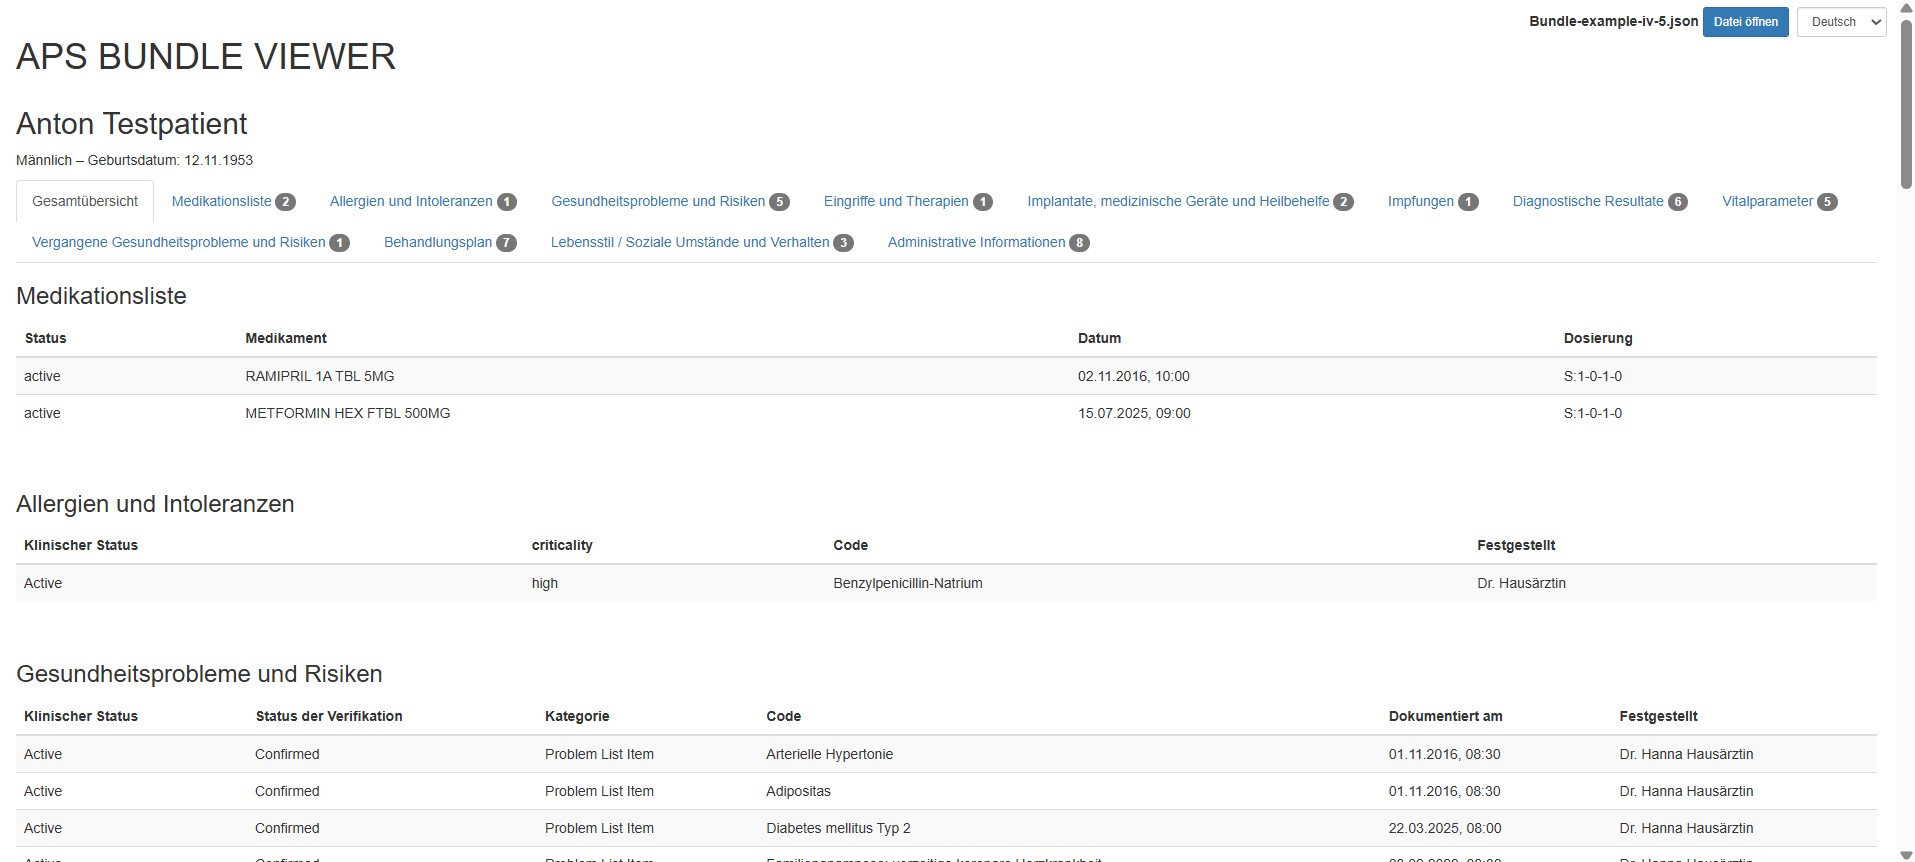 Bundle-example-iv-5.json Datei öffnen Deutsch
APS BUNDLE VIEWER
Anton Testpatient
Männlich – Geburtsdatum: 12.11.1953
Gesamtübersicht Medikationsliste 2 Allergien und Intoleranzen 1 Gesundheitsprobleme und Risiken 5 Eingriffe und Therapien 1 Implantate, medizinische Geräte und Heilbehelfe 2 Impfungen 1 Diagnostische Resultate 6 Vitalparameter 5
Vergangene Gesundheitsprobleme und Risiken 1 Behandlungsplan 7 Lebensstil / Soziale Umstände und Verhalten 3 Administrative Informationen 8
Medikationsliste
Status Medikament Datum Dosierung
active RAMIPRIL 1A TBL 5MG 02.11.2016, 10:00 S:1-0-1-0
active METFORMIN HEX FTBL 500MG 15.07.2025, 09:00 S:1-0-1-0
Allergien und Intoleranzen
Klinischer Status criticality Code Festgestellt
Active high Benzylpenicillin-Natrium Dr. Hausärztin
Gesundheitsprobleme und Risiken
Klinischer Status Status der Verifikation Kategorie Code Dokumentiert am Festgestellt
Active Confirmed Problem List Item Arterielle Hypertonie 01.11.2016, 08:30 Dr. Hanna Hausärztin
Active Confirmed Problem List Item Adipositas 01.11.2016, 08:30 Dr. Hanna Hausärztin
Active Confirmed Problem List Item Diabetes mellitus Typ 2 22.03.2025, 08:00 Dr. Hanna Hausärztin
Active Confirmed Problem List Item Dr. Hanna Hausärztin